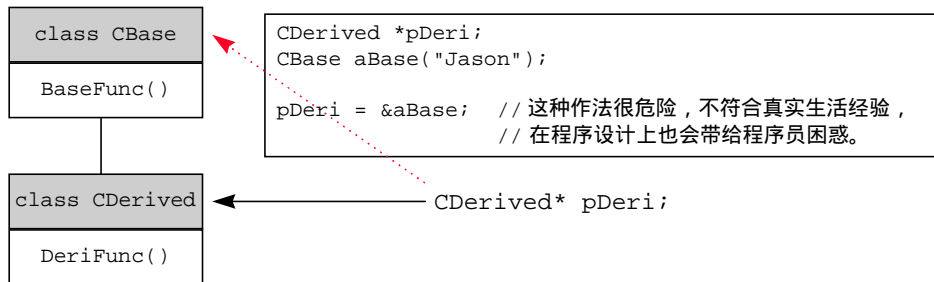 class CBase
BaseFunc()
CDerived *pDeri;
CBase aBase("Jason");
pDeri = &aBase; // 这种作法很危险，不符合真实生活经验，
// 在程序设计上也会带给程序员困惑。
class CDerived
DeriFunc()
CDerived* pDeri;